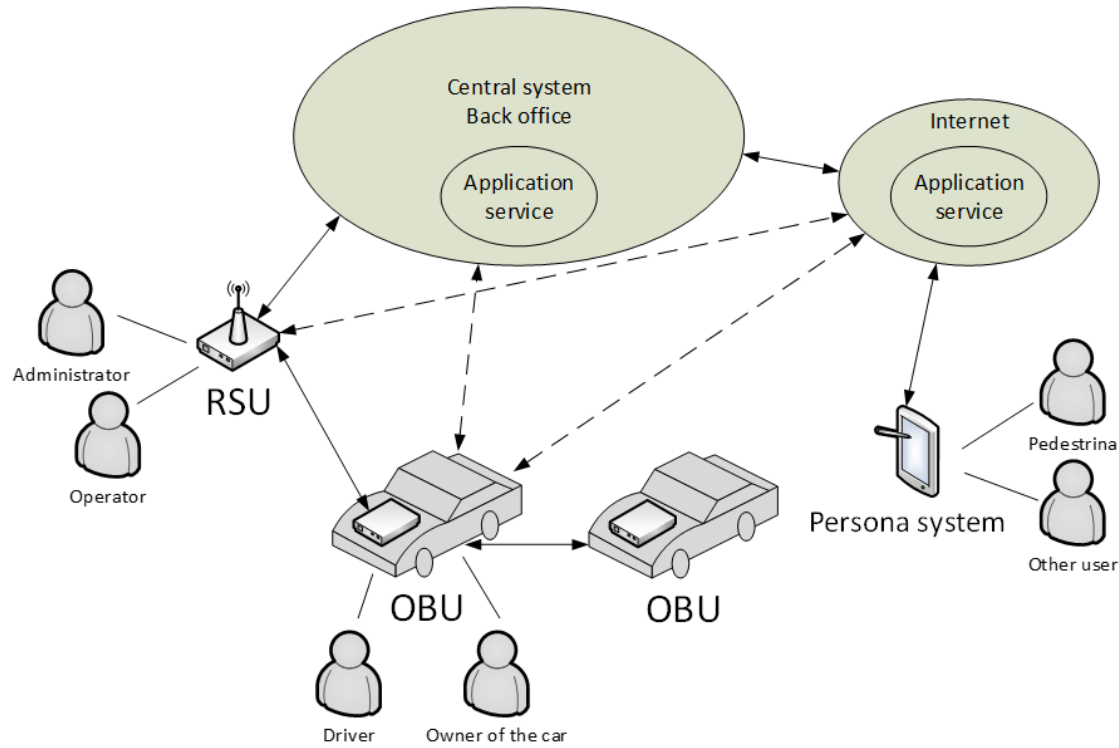 Central system
Back office
Application
service
Internet
Application
service
Administrator
RSU
Operator
Pedestrina
Persona system
Other user
OBU
OBU
Driver
Owner of the car